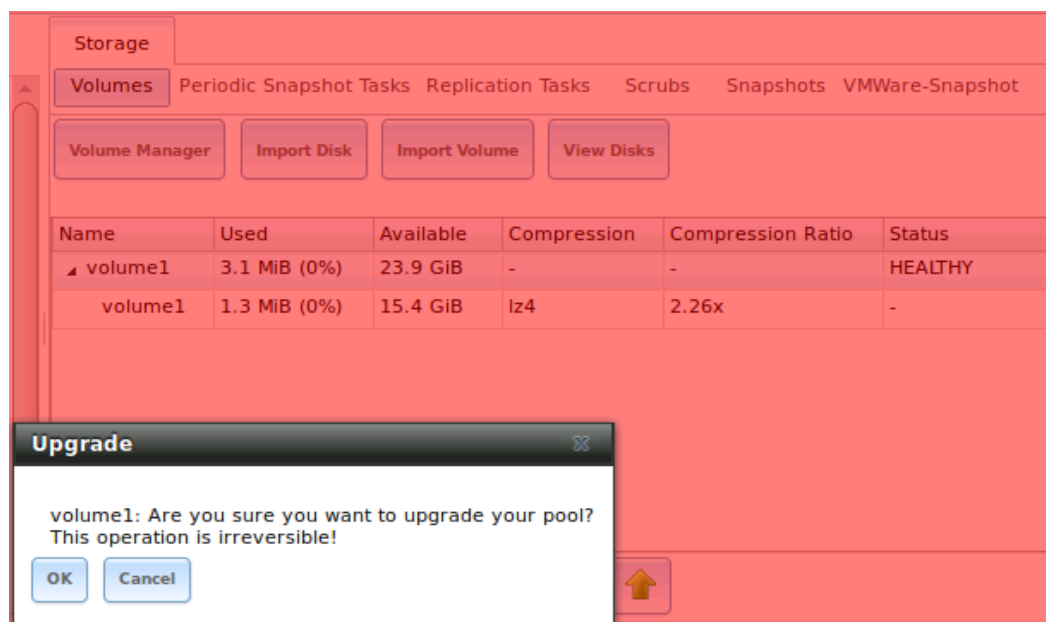 Storage
Volumes Periodic Snapshot Tasks Replication Tasks Scrubs Snapshots VMWare-Snapshot
Volume Manager Import Disk Import Volume View Disks
Name Used Available Compression Compression Ratio Status
volume1 3.1 MiB (0%) 23.9 GiB - - HEALTHY
volume1 1.3 MiB (0%) 15.4 GiB lz4 2.26x -
Upgrade
volume1: Are you sure you want to upgrade your pool?
This operation is irreversible!
OK Cancel